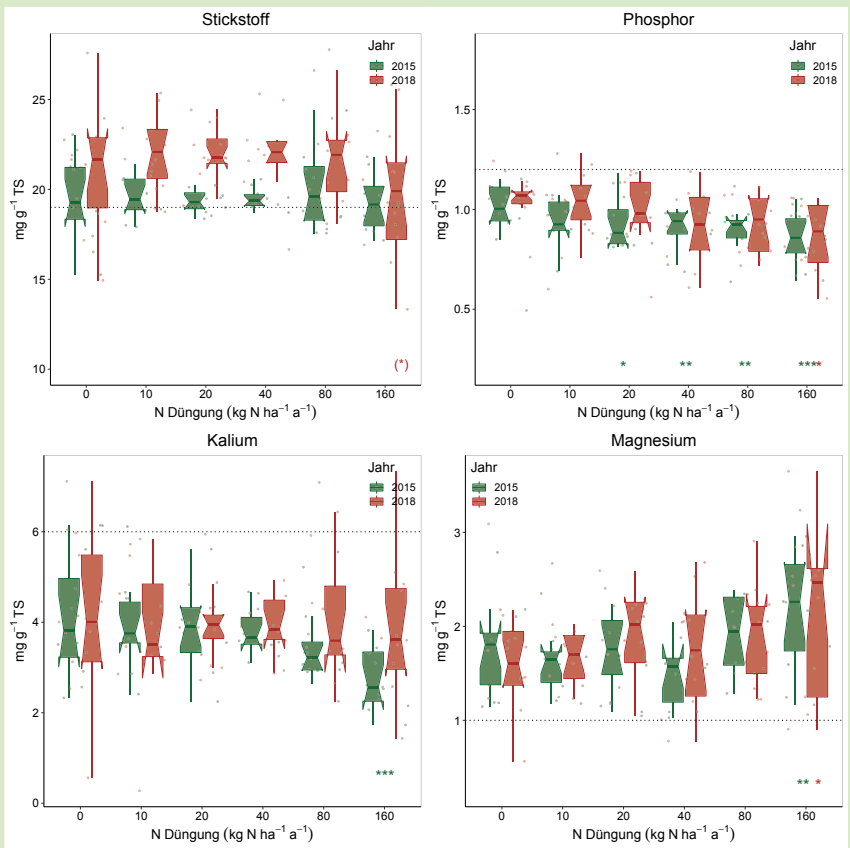 Stickstoff
Jahr
2015
2018
mg g⁻¹ TS
25
20
15
10
(*)
0 10 20 40 80 160
N Düngung (kg N ha⁻¹ a⁻¹)
Phosphor
Jahr
2015
2018
mg g⁻¹ TS
1.5
1.0
0.5
* ** ** *** *
0 10 20 40 80 160
N Düngung (kg N ha⁻¹ a⁻¹)
Kalium
Jahr
2015
2018
mg g⁻¹ TS
6
4
2
0
***
0 10 20 40 80 160
N Düngung (kg N ha⁻¹ a⁻¹)
Magnesium
Jahr
2015
2018
mg g⁻¹ TS
3
2
1
** *
0 10 20 40 80 160
N Düngung (kg N ha⁻¹ a⁻¹)